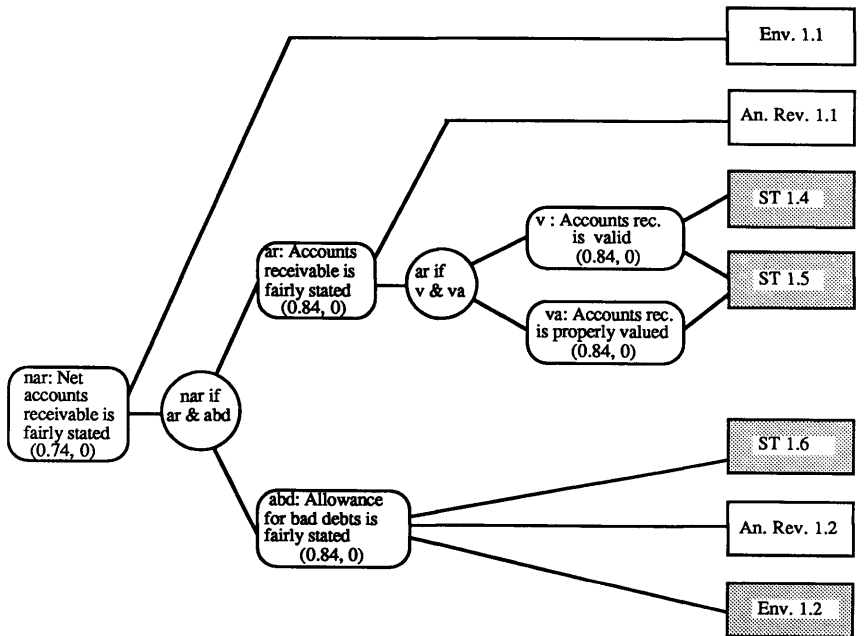 Env. 1.1
An. Rev. 1.1
ST 1.4
v : Accounts rec.
is valid
(0.84, 0)
ar: Accounts
receivable is
fairly stated
(0.84, 0)
ar if
v & va
ST 1.5
va: Accounts rec.
is properly valued
(0.84, 0)
nar: Net
accounts
receivable is
fairly stated
(0.74, 0)
nar if
ar & abd
ST 1.6
abd: Allowance
for bad debts is
fairly stated
(0.84, 0)
An. Rev. 1.2
Env. 1.2